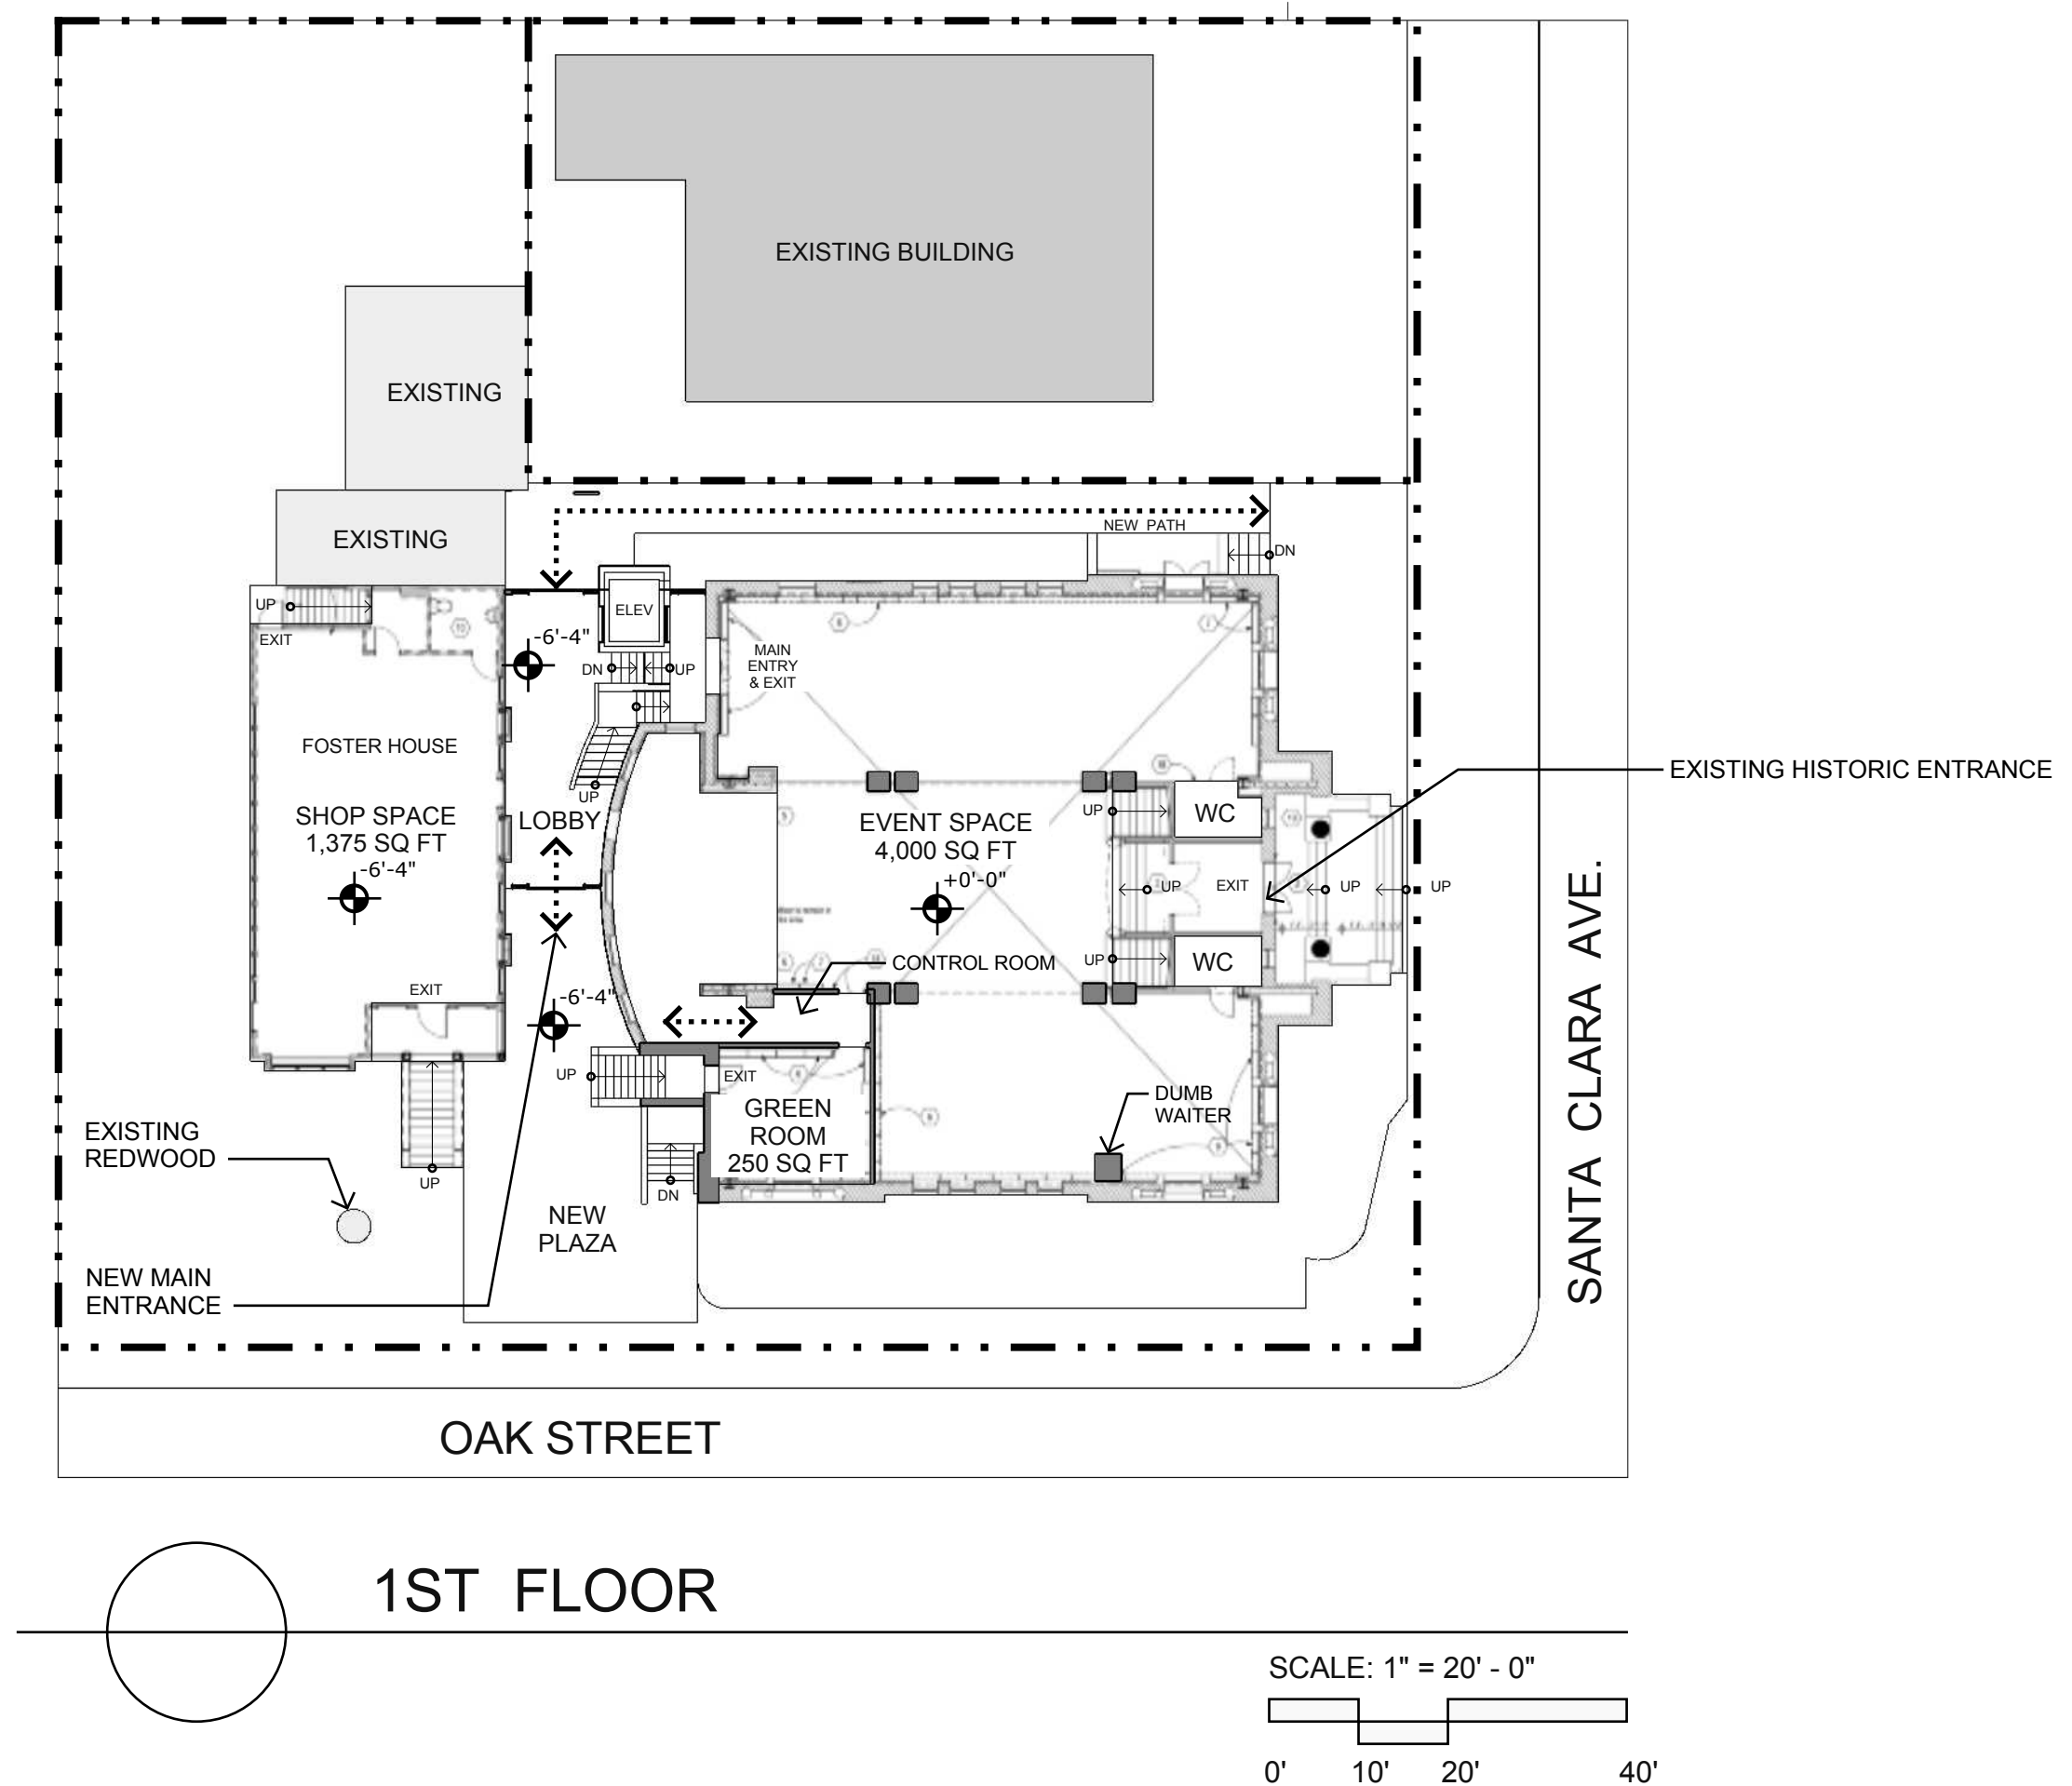 EXISTING BUILDING
EXISTING
EXISTING
NEW PATH
DN
UP
EXIT
ELEV
-6'-4"
DN
UP
MAIN
ENTRY
& EXIT
FOSTER HOUSE
SHOP SPACE
1,375 SQ FT
-6'-4"
UP
LOBBY
EVENT SPACE
4,000 SQ FT
+0'-0"
UP
WC
EXISTING HISTORIC ENTRANCE
UP
EXIT
UP
UP
UP
WC
CONTROL ROOM
EXIT
-6'-4"
UP
EXIT
GREEN
ROOM
250 SQ FT
DUMB
WAITER
EXISTING
REDWOOD
UP
DN
NEW
PLAZA
NEW MAIN
ENTRANCE
SANTA CLARA AVE.
OAK STREET
1ST FLOOR
SCALE: 1" = 20' - 0"
0' 10' 20' 40'